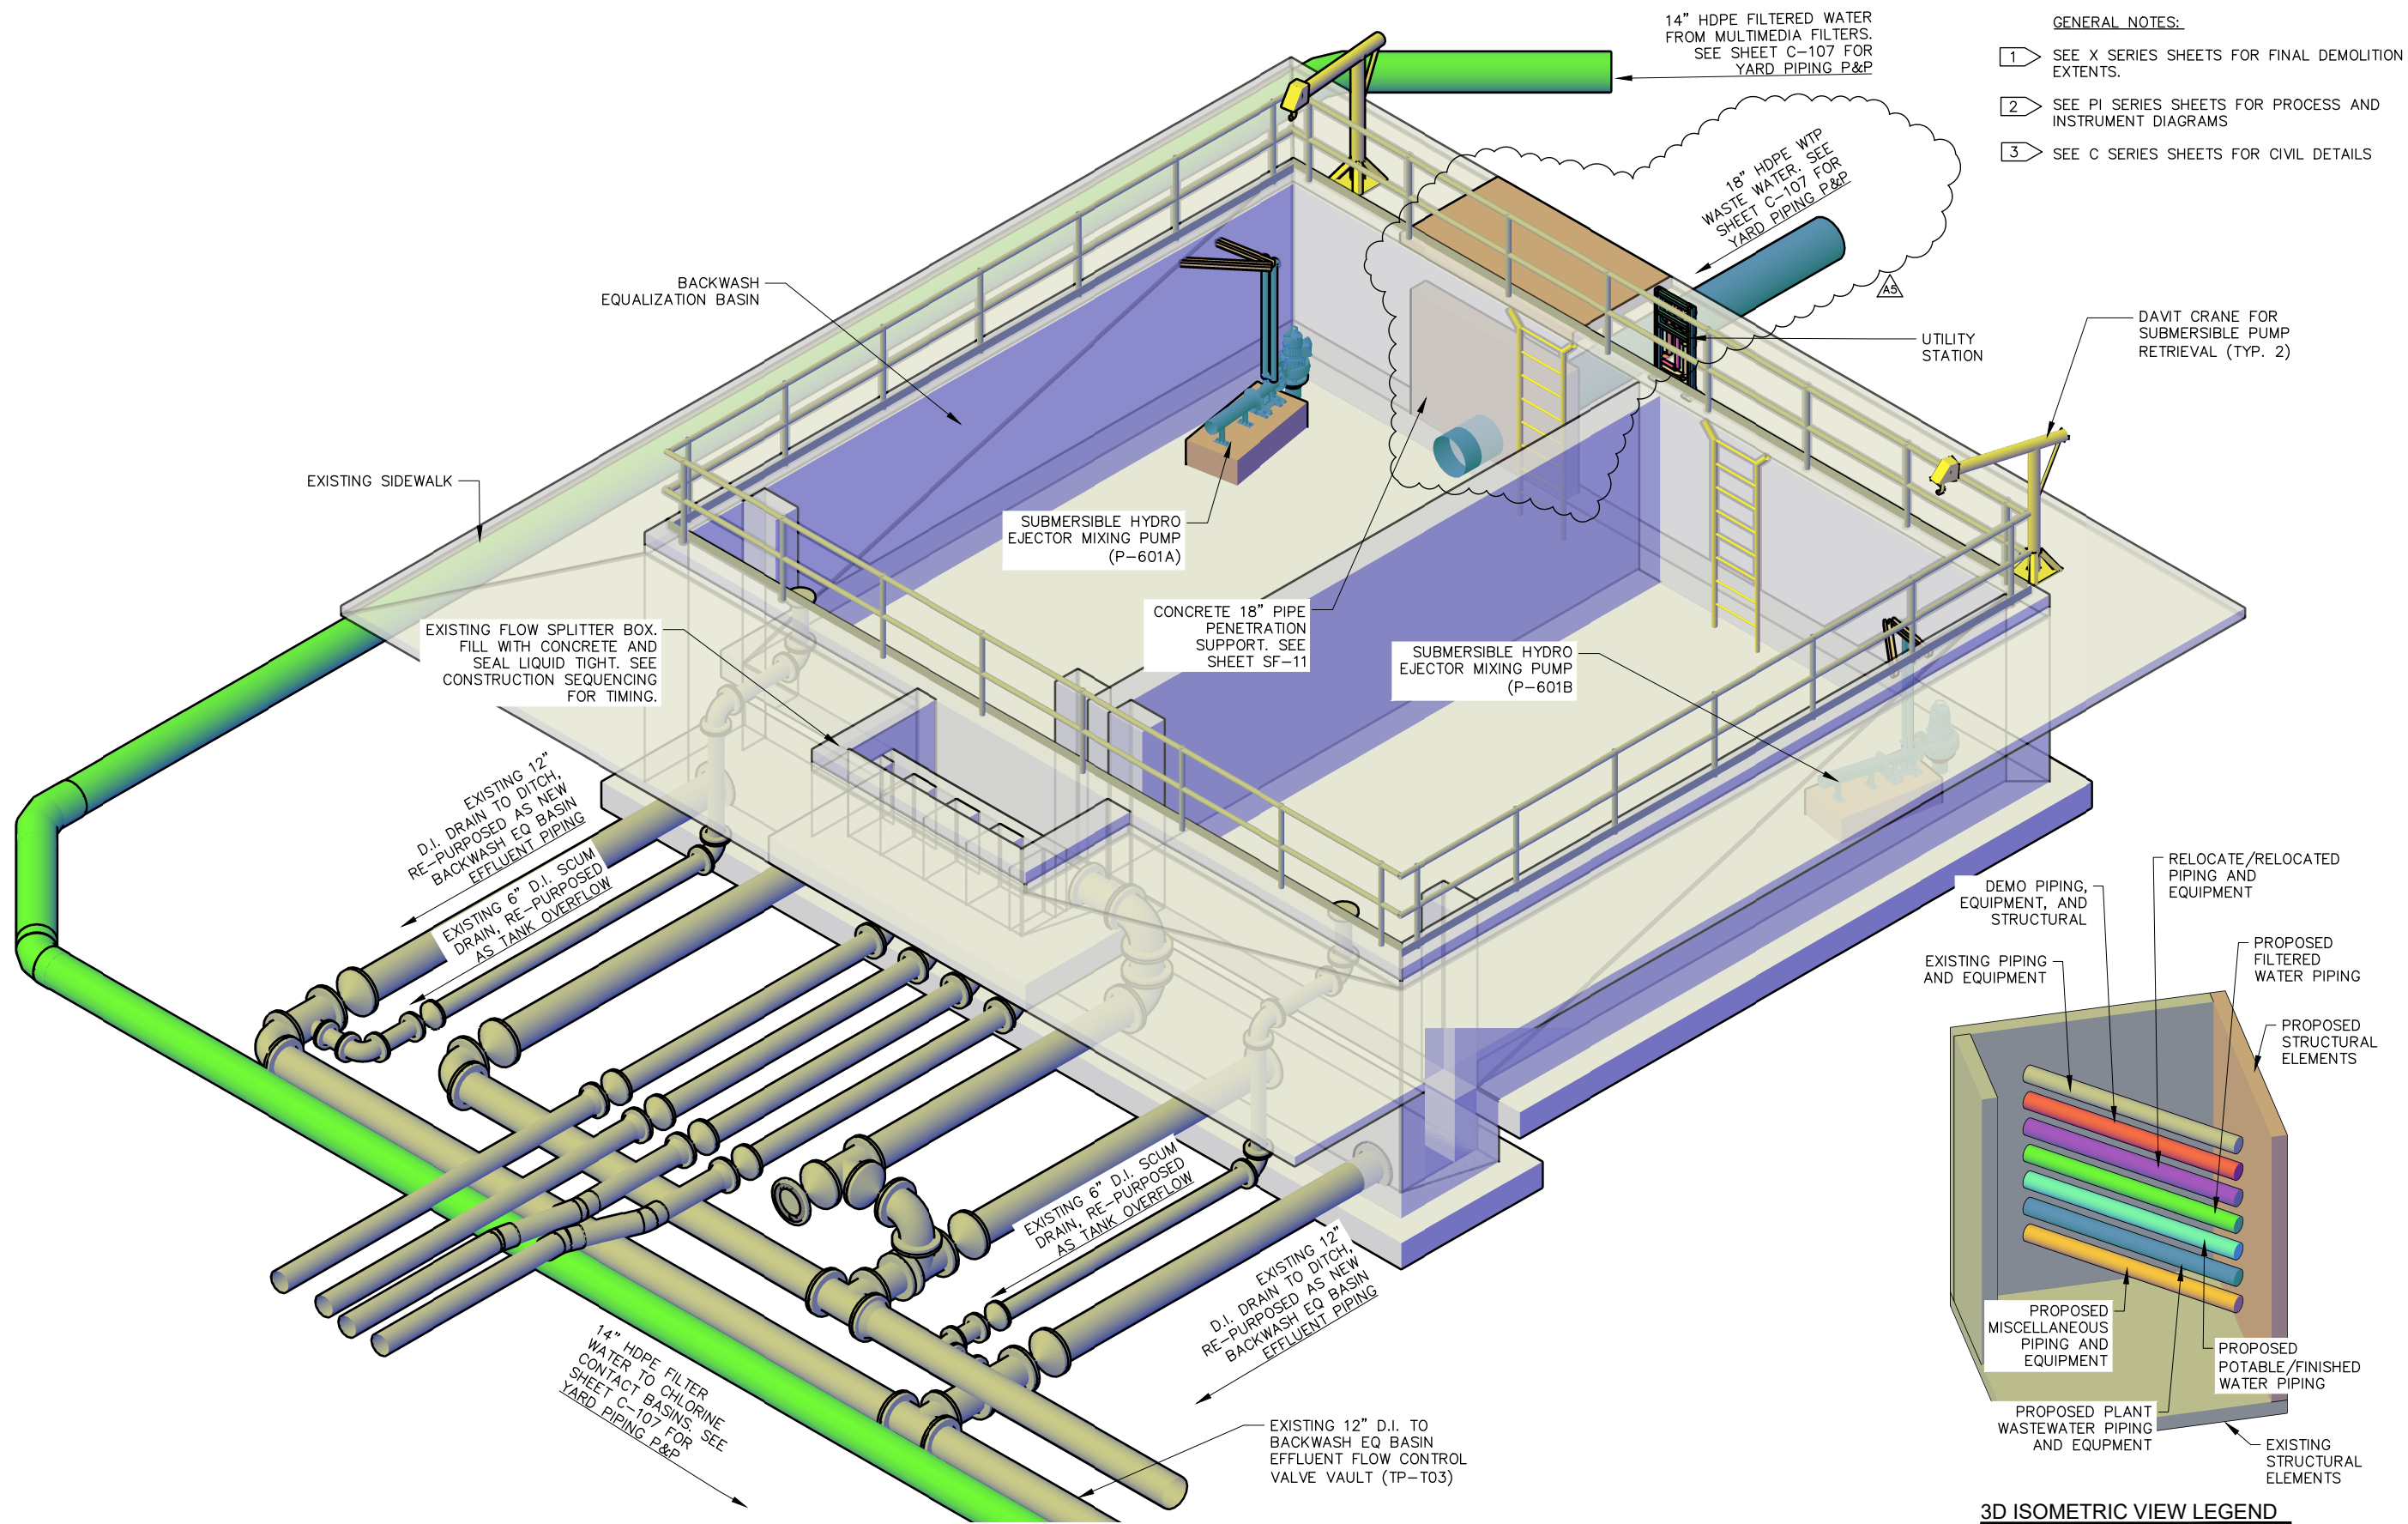 14" HDPE FILTERED WATER
FROM MULTIMEDIA FILTERS.
SEE SHEET C-107 FOR
YARD PIPING P&P
GENERAL NOTES:
1 SEE X SERIES SHEETS FOR FINAL DEMOLITION
EXTENTS.
2 SEE PI SERIES SHEETS FOR PROCESS AND
INSTRUMENT DIAGRAMS
3 SEE C SERIES SHEETS FOR CIVIL DETAILS
18" HDPE WTP
WASTE WATER. SEE
SHEET C-107 FOR
YARD PIPING P&P
A5
BACKWASH
EQUALIZATION BASIN
UTILITY
STATION
DAVIT CRANE FOR
SUBMERSIBLE PUMP
RETRIEVAL (TYP. 2)
EXISTING SIDEWALK
SUBMERSIBLE HYDRO
EJECTOR MIXING PUMP
(P-601A)
CONCRETE 18" PIPE
PENETRATION
SUPPORT. SEE
SHEET SF-11
SUBMERSIBLE HYDRO
EJECTOR MIXING PUMP
(P-601B
EXISTING FLOW SPLITTER BOX.
FILL WITH CONCRETE AND
SEAL LIQUID TIGHT. SEE
CONSTRUCTION SEQUENCING
FOR TIMING.
EXISTING 12"
D.I. DRAIN TO DITCH,
RE-PURPOSED AS NEW
BACKWASH EQ BASIN
EFFLUENT PIPING
EXISTING 6" D.I. SCUM
DRAIN, RE-PURPOSED
AS TANK OVERFLOW
EXISTING 6" D.I. SCUM
DRAIN, RE-PURPOSED
AS TANK OVERFLOW
EXISTING 12"
D.I. DRAIN TO DITCH,
RE-PURPOSED AS NEW
BACKWASH EQ BASIN
EFFLUENT PIPING
14" HDPE FILTER
WATER TO CHLORINE
CONTACT BASINS. SEE
SHEET C-107 FOR
YARD PIPING P&P
EXISTING 12" D.I. TO
BACKWASH EQ BASIN
EFFLUENT FLOW CONTROL
VALVE VAULT (TP-T03)
RELOCATE/RELOCATED
PIPING AND
EQUIPMENT
DEMO PIPING,
EQUIPMENT, AND
STRUCTURAL
PROPOSED
FILTERED
WATER PIPING
EXISTING PIPING
AND EQUIPMENT
PROPOSED
STRUCTURAL
ELEMENTS
PROPOSED
MISCELLANEOUS
PIPING AND
EQUIPMENT
PROPOSED
POTABLE/FINISHED
WATER PIPING
PROPOSED PLANT
WASTEWATER PIPING
AND EQUPMENT
EXISTING
STRUCTURAL
ELEMENTS
3D ISOMETRIC VIEW LEGEND